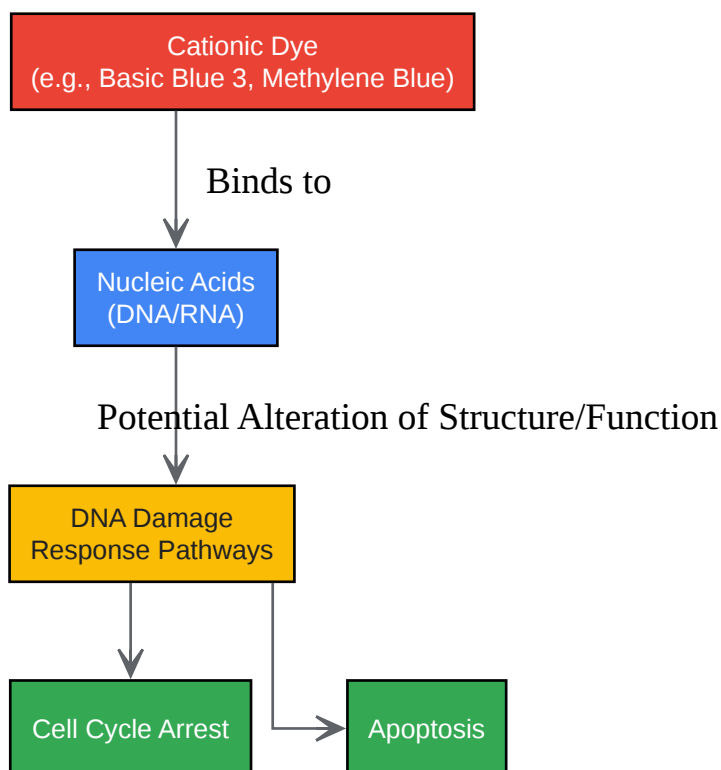 Cationic Dye
(e.g., Basic Blue 3, Methylene Blue)
Binds to
Nucleic Acids
(DNA/RNA)
Potential Alteration of Structure/Function
DNA Damage
Response Pathways
Cell Cycle Arrest
Apoptosis